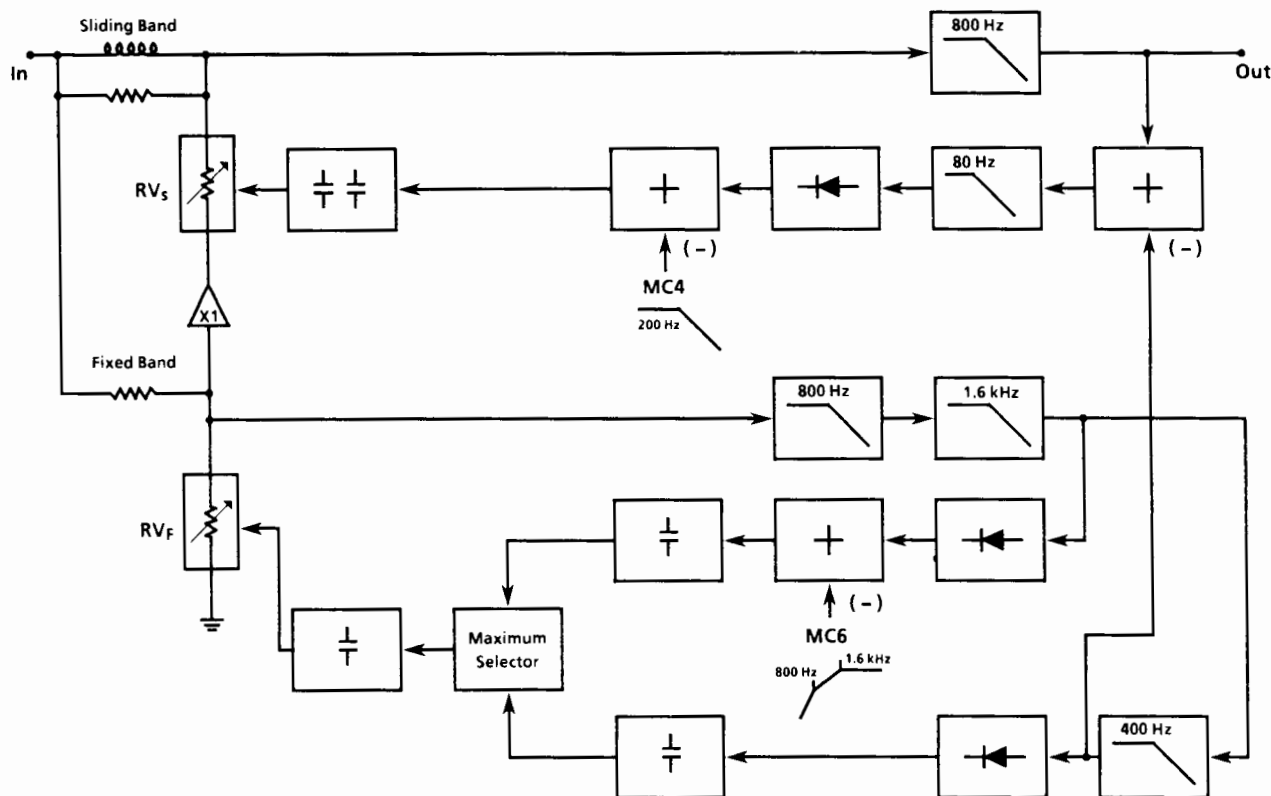 Sliding Band
800 Hz
In
Out
RVS
80 Hz
+
+
(-)
(-)
MC4
200 Hz
X1
Fixed Band
800 Hz
1.6 kHz
RVF
+
(-)
MC6
Maximum
Selector
800 Hz
1.6 kHz
400 Hz